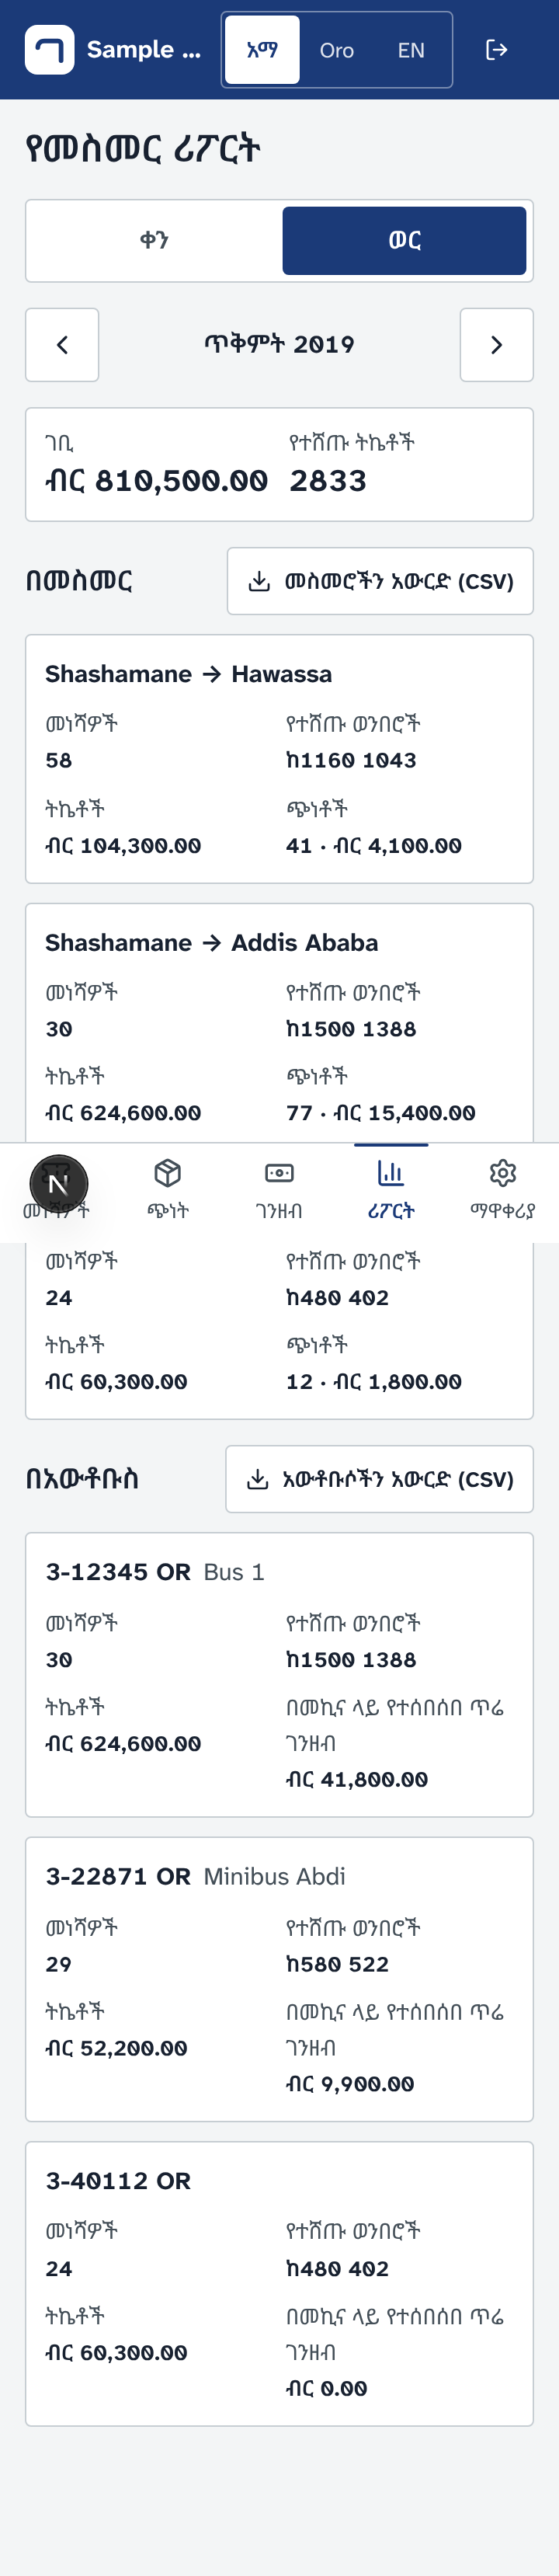 Sample ...
አማ
Oro
EN
የመስመር ሪፖርት
ቀን
ወር
ጥቅምት 2019
ገቢ
የተሸጡ ትኬቶች
ብር 810,500.00
2833
በመስመር
መስመሮችን አውርድ (CSV)
Shashamane → Hawassa
መነሻዎች
የተሸጡ ወንበሮች
58
ከ1160 1043
ትኬቶች
ጭነቶች
ብር 104,300.00
41 · ብር 4,100.00
Shashamane → Addis Ababa
መነሻዎች
የተሸጡ ወንበሮች
30
ከ1500 1388
ትኬቶች
ጭነቶች
ብር 624,600.00
77 · ብር 15,400.00
N
መነሻዎች
ጭነት
ገንዘብ
ሪፖርት
ማዋቀሪያ
መነሻዎች
የተሸጡ ወንበሮች
24
ከ480 402
ትኬቶች
ጭነቶች
ብር 60,300.00
12 · ብር 1,800.00
በአውቶቡስ
አውቶቡሶችን አውርድ (CSV)
3-12345 OR Bus 1
መነሻዎች
የተሸጡ ወንበሮች
30
ከ1500 1388
ትኬቶች
በመኪና ላይ የተሰበሰበ ጥሬ
ገንዘብ
ብር 624,600.00
ብር 41,800.00
3-22871 OR Minibus Abdi
መነሻዎች
የተሸጡ ወንበሮች
29
ከ580 522
ትኬቶች
በመኪና ላይ የተሰበሰበ ጥሬ
ገንዘብ
ብር 52,200.00
ብር 9,900.00
3-40112 OR
መነሻዎች
የተሸጡ ወንበሮች
24
ከ480 402
ትኬቶች
በመኪና ላይ የተሰበሰበ ጥሬ
ገንዘብ
ብር 60,300.00
ብር 0.00